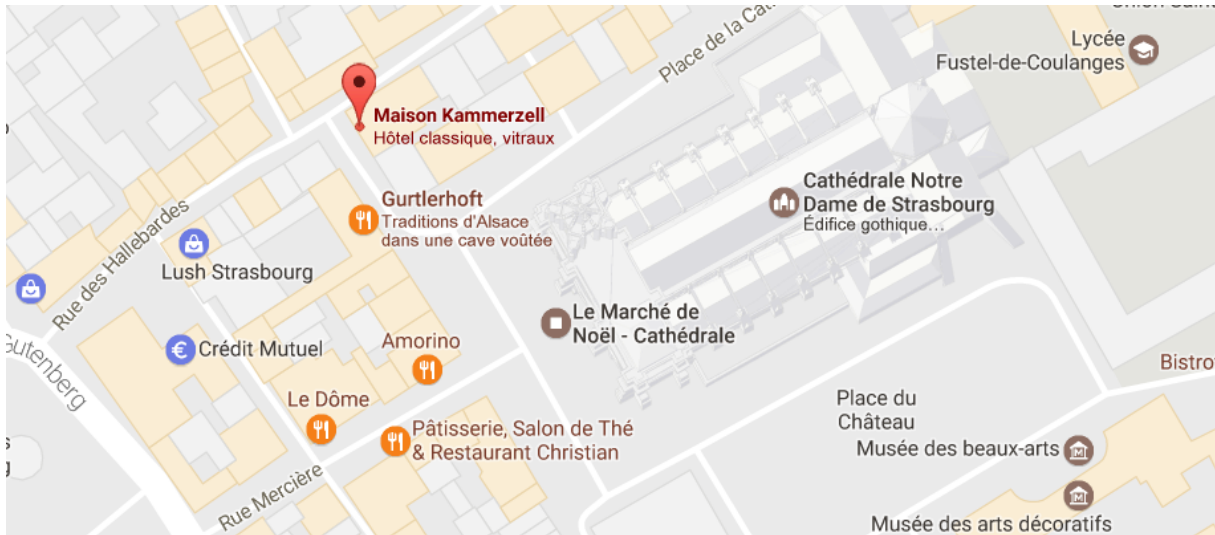 Place de la Cat
Lycée
Fustel-de-Coulanges
Maison Kammerzell
Hôtel classique, vitraux
Cathédrale Notre
Dame de Strasbourg
Édifice gothique...
Gurtlerhoft
Traditions d'Alsace
dans une cave voûtée
Rue des Hallebardes
Lush Strasbourg
Le Marché de
Noël - Cathédrale
Gutenberg
Crédit Mutuel
Amorino
Bistro
Le Dôme
Place du
Château
Pâtisserie, Salon de Thé
& Restaurant Christian
Musée des beaux-arts
Rue Mercière
Musée des arts décoratifs